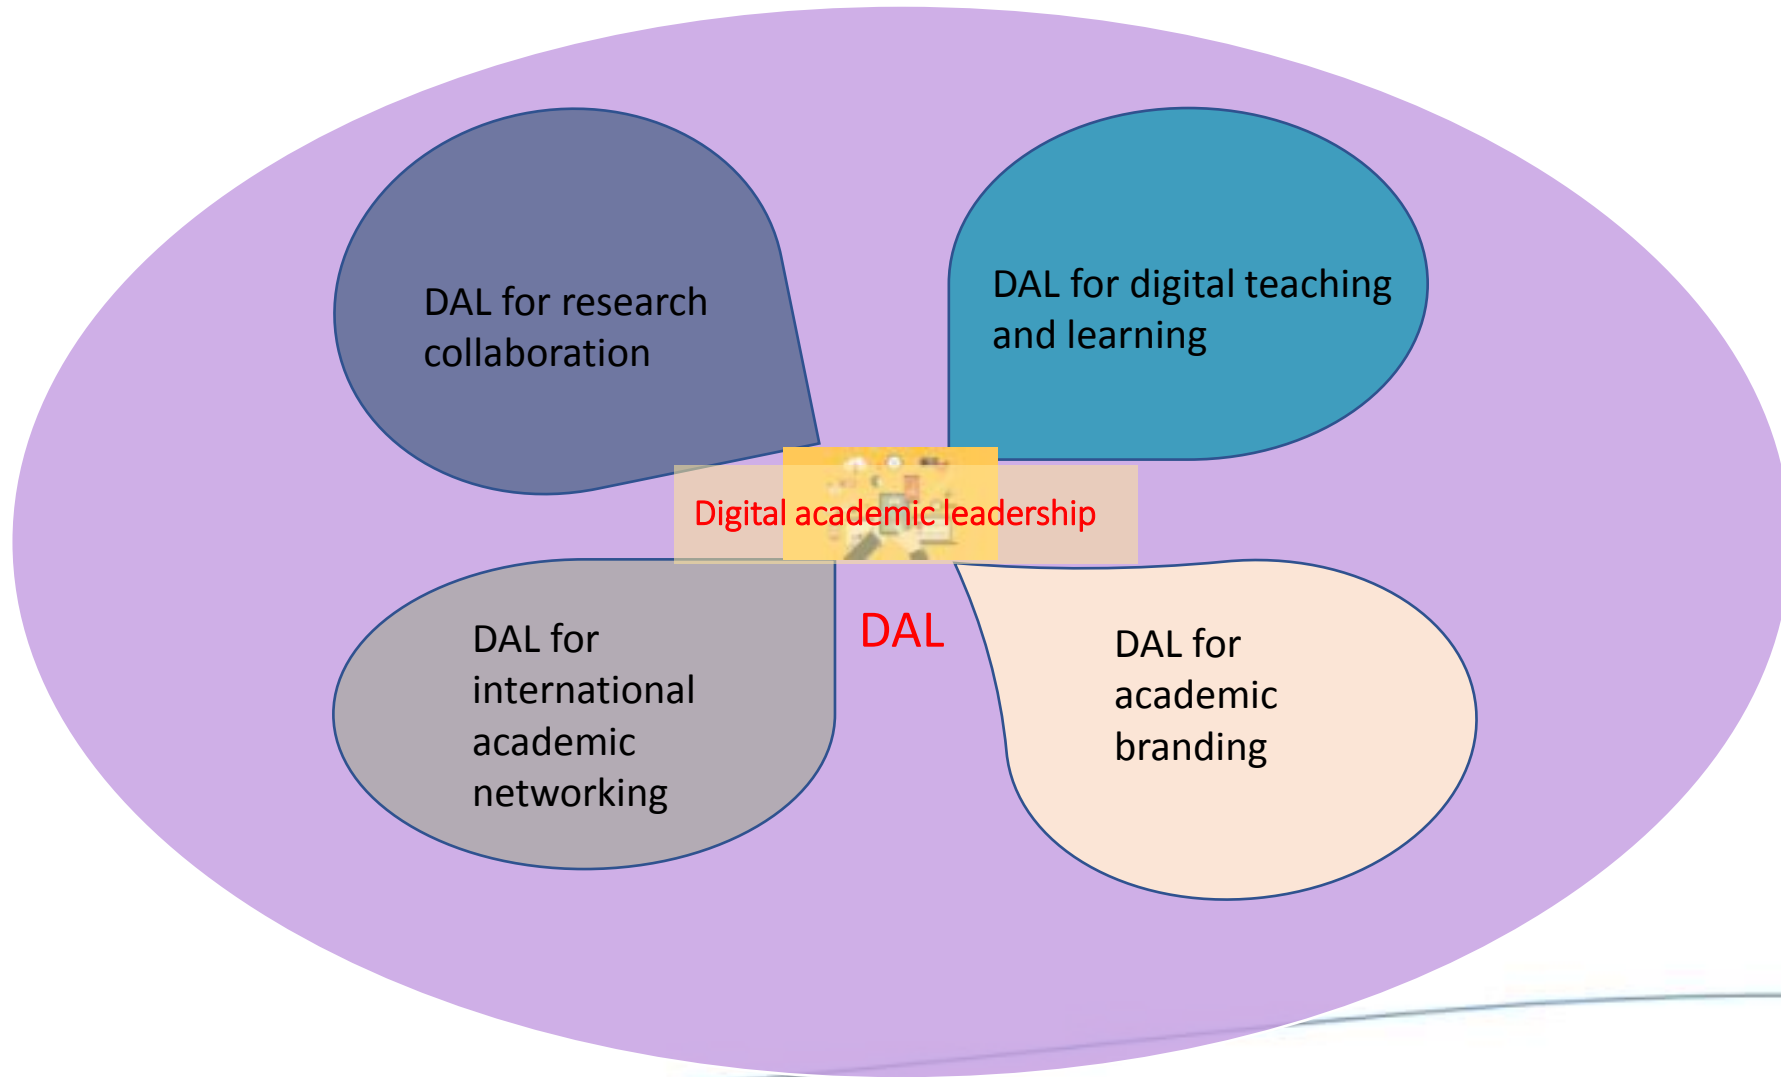 DAL for research
collaboration
DAL for digital teaching
and learning
Digital academic leadership
DAL for
international
academic
networking
DAL
DAL for
academic
branding